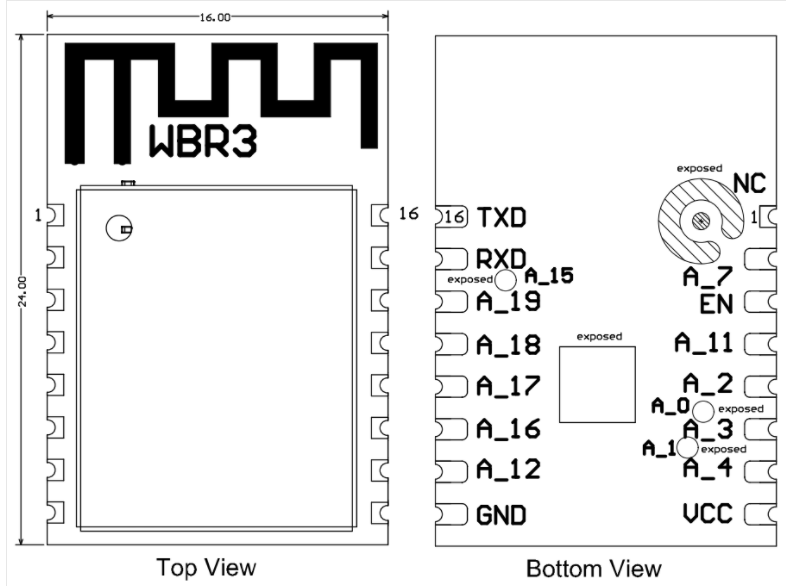 16.00
WBR3
24.00
1
16
Top View
exposed
NC
16 TXD
1
RXD
A_7
exposed A_15
A_19
EN
exposed
A_18
A_11
A_17
A_2
A_0 exposed
A_16
A_3
A_1 exposed
A_12
A_4
GND
VCC
Bottom View